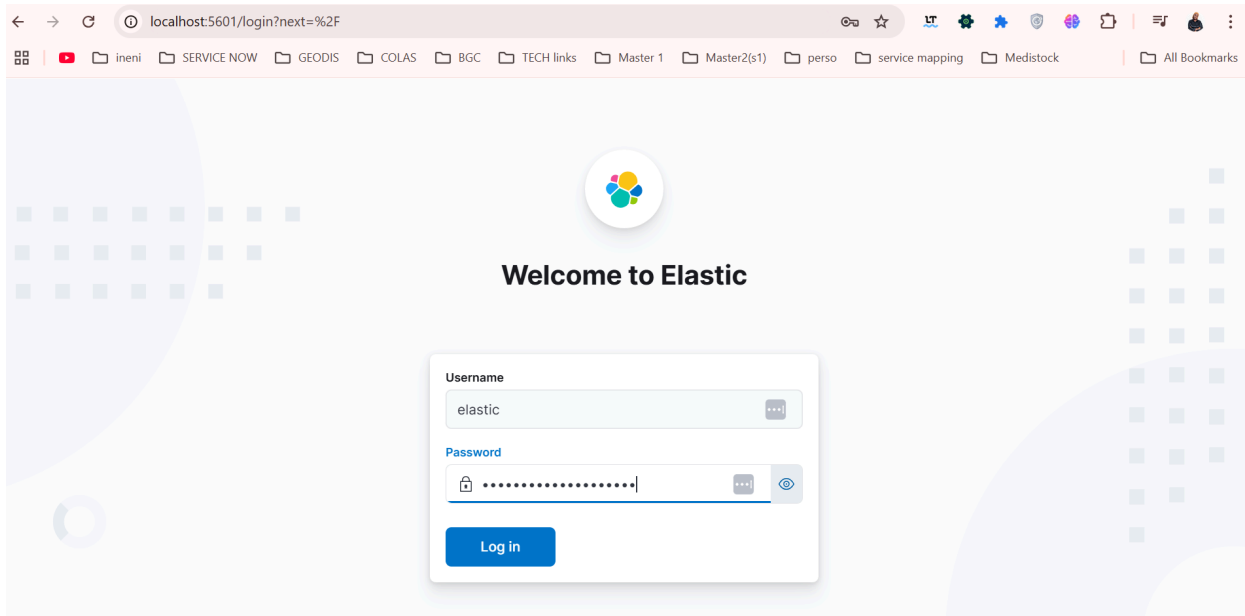 localhost:5601/login?next=%2F
ineni SERVICE NOW GEODIS COLAS BGC TECH links Master 1 Master2(s1) perso service mapping Medistock All Bookmarks
Welcome to Elastic
Username
elastic
Password
••••••••••••••••••••
Log in